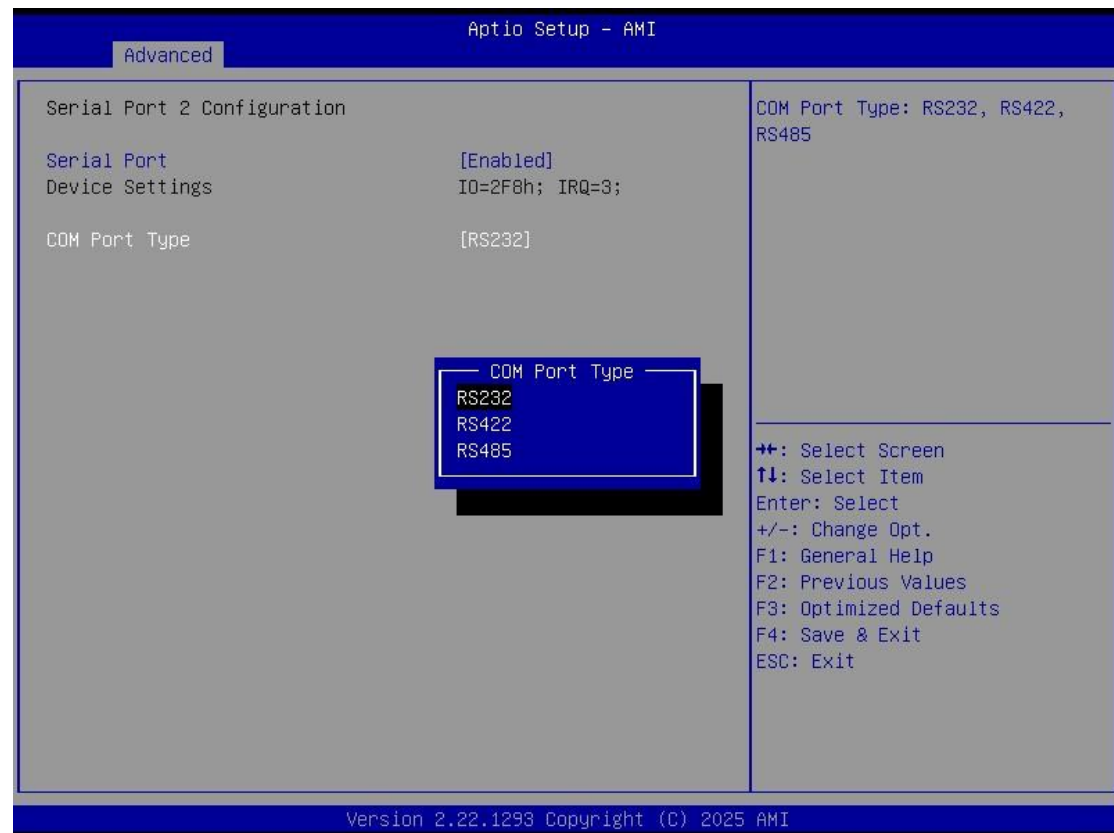 Aptio Setup – AMI
Advanced
Serial Port 2 Configuration
Serial Port [Enabled]
Device Settings IO=2F8h; IRQ=3;
COM Port Type [RS232]
COM Port Type
RS232
RS422
RS485
COM Port Type: RS232, RS422,
RS485
→←: Select Screen
↑↓: Select Item
Enter: Select
+/-: Change Opt.
F1: General Help
F2: Previous Values
F3: Optimized Defaults
F4: Save & Exit
ESC: Exit
Version 2.22.1293 Copyright (C) 2025 AMI